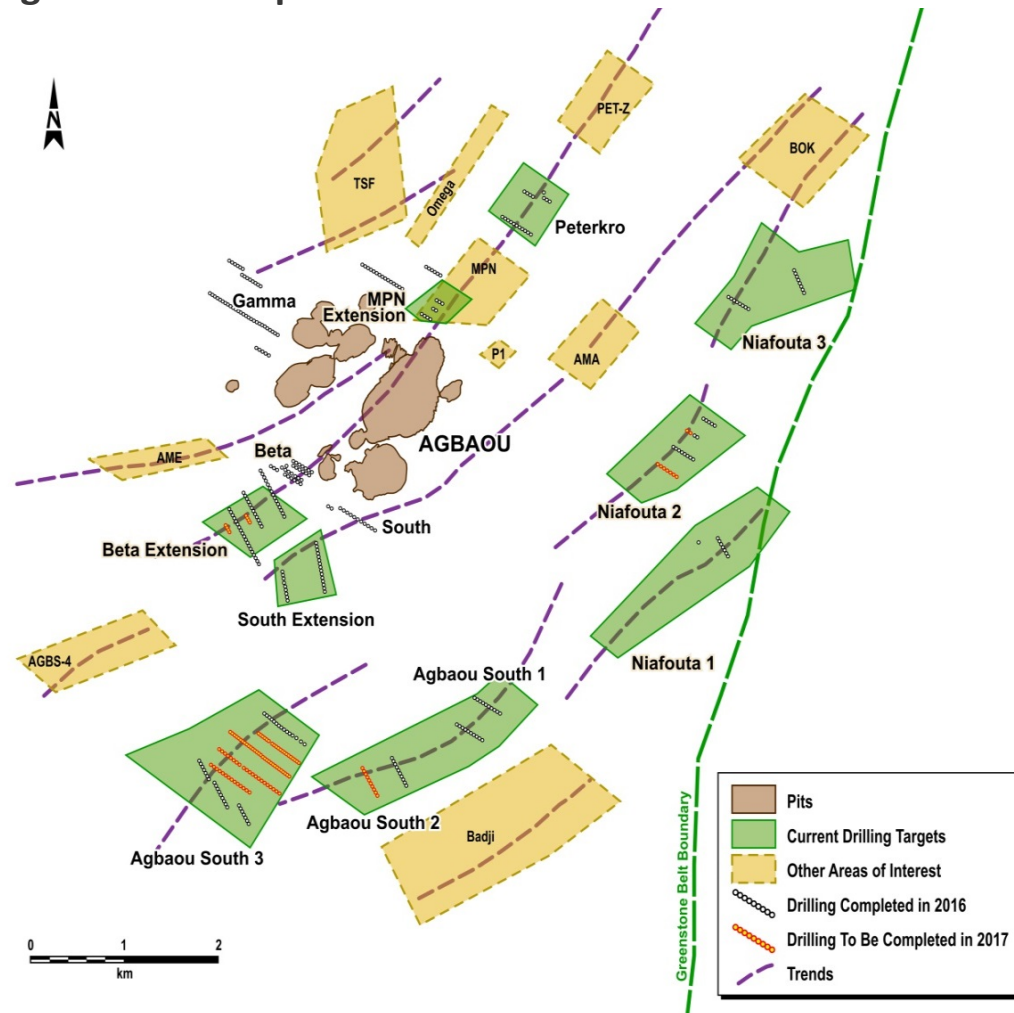 N
PET-Z
BOK
TSF
Omega
Peterkro
MPN
Gamma
MPN
Extension
P1
AMA
Niafouta 3
AGBAOU
AME
Beta
South
Niafouta 2
Beta Extension
South Extension
AGBS-4
Niafouta 1
Agbaou South 1
Agbaou South 2
Badji
Agbaou South 3
Greenstone Belt Boundary
Pits
Current Drilling Targets
Other Areas of Interest
Drilling Completed in 2016
Drilling To Be Completed in 2017
Trends
0 1 2
km